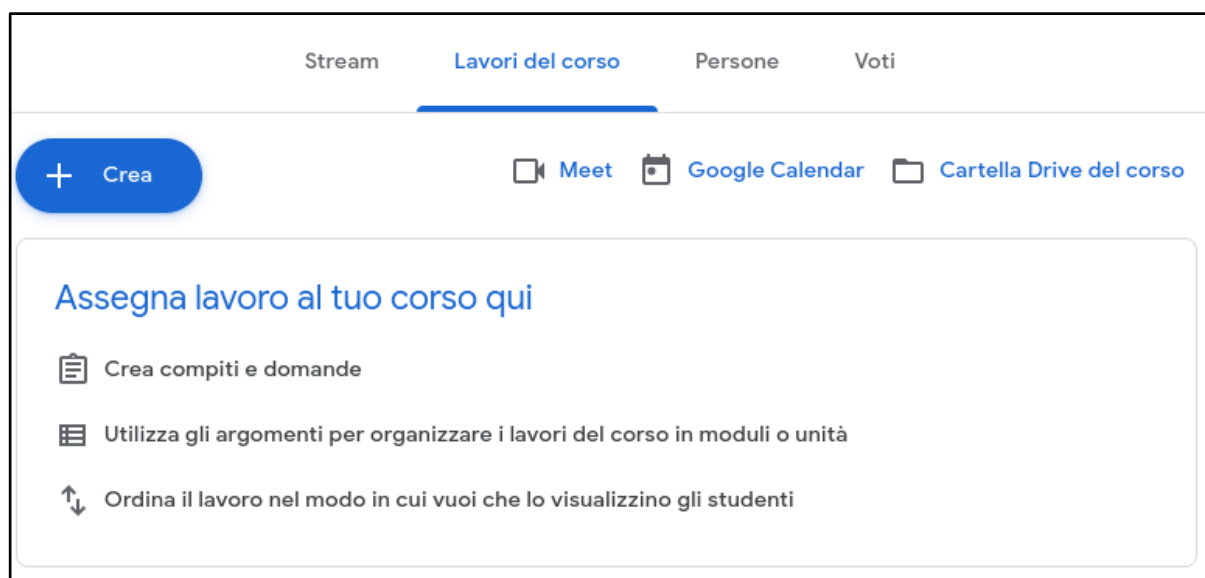 Stream Lavori del corso Persone Voti
Crea Meet Google Calendar Cartella Drive del corso
Assegna lavoro al tuo corso qui
Crea compiti e domande
Utilizza gli argomenti per organizzare i lavori del corso in moduli o unità
Ordina il lavoro nel modo in cui vuoi che lo visualizzino gli studenti